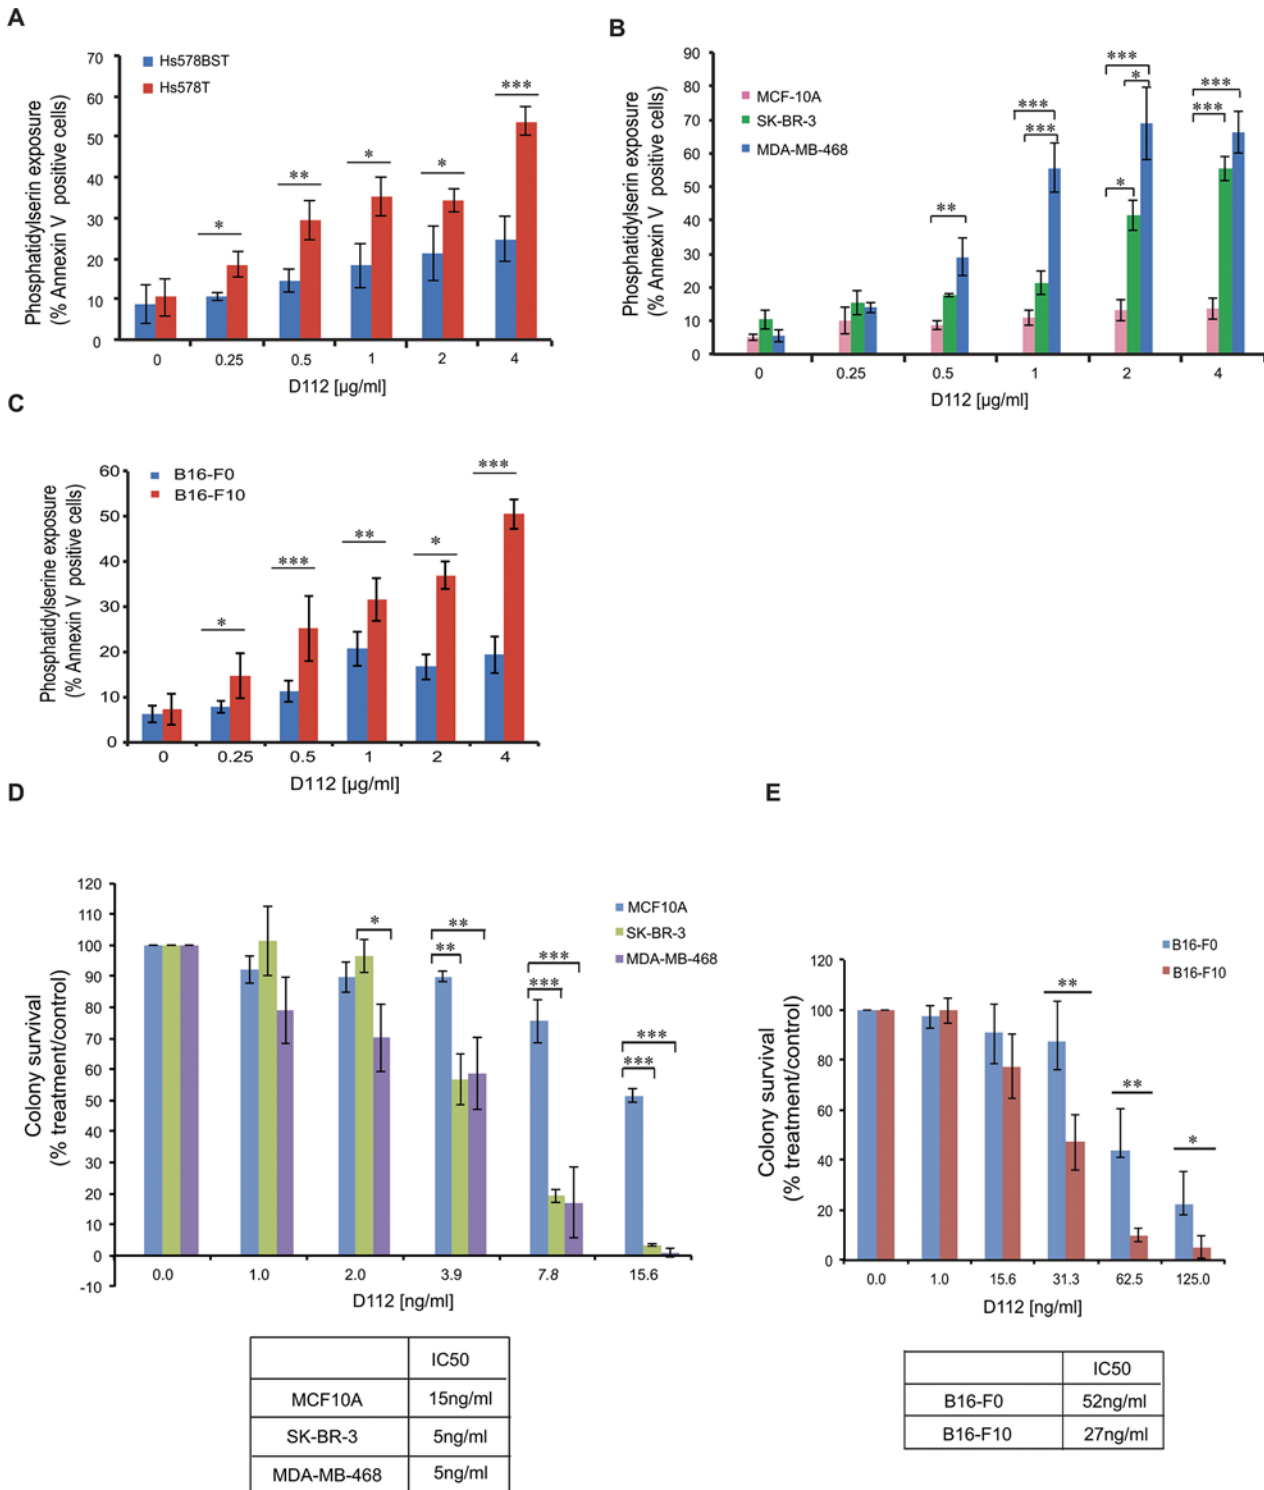 A
Phosphatidylserin exposure
(% Annexin V positive cells)
70
60
50
40
30
20
10
0
Hs578BST
Hs578T
*
**
*
*
***
0 0.25 0.5 1 2 4
D112 [µg/ml]
B
Phosphatidylserin exposure
(% Annexin V positive cells)
90
80
70
60
50
40
30
20
10
0
MCF-10A
SK-BR-3
MDA-MB-468
**
***
***
***
*
*
***
***
0 0.25 0.5 1 2 4
D112 [µg/ml]
C
Phosphatidylserine exposure
(% Annexin V positive cells)
60
50
40
30
20
10
0
B16-F0
B16-F10
*
***
**
*
***
0 0.25 0.5 1 2 4
D112 [µg/ml]
D
Colony survival
(% treatment/control)
120
110
100
90
80
70
60
50
40
30
20
10
0
-10
MCF10A
SK-BR-3
MDA-MB-468
*
**
**
***
***
***
***
0.0 1.0 2.0 3.9 7.8 15.6
D112 [ng/ml]
IC50
MCF10A 15ng/ml
SK-BR-3 5ng/ml
MDA-MB-468 5ng/ml
E
Colony survival
(% treatment/control)
120
100
80
60
40
20
0
B16-F0
B16-F10
**
**
*
0.0 1.0 15.6 31.3 62.5 125.0
D112 [ng/ml]
IC50
B16-F0 52ng/ml
B16-F10 27ng/ml